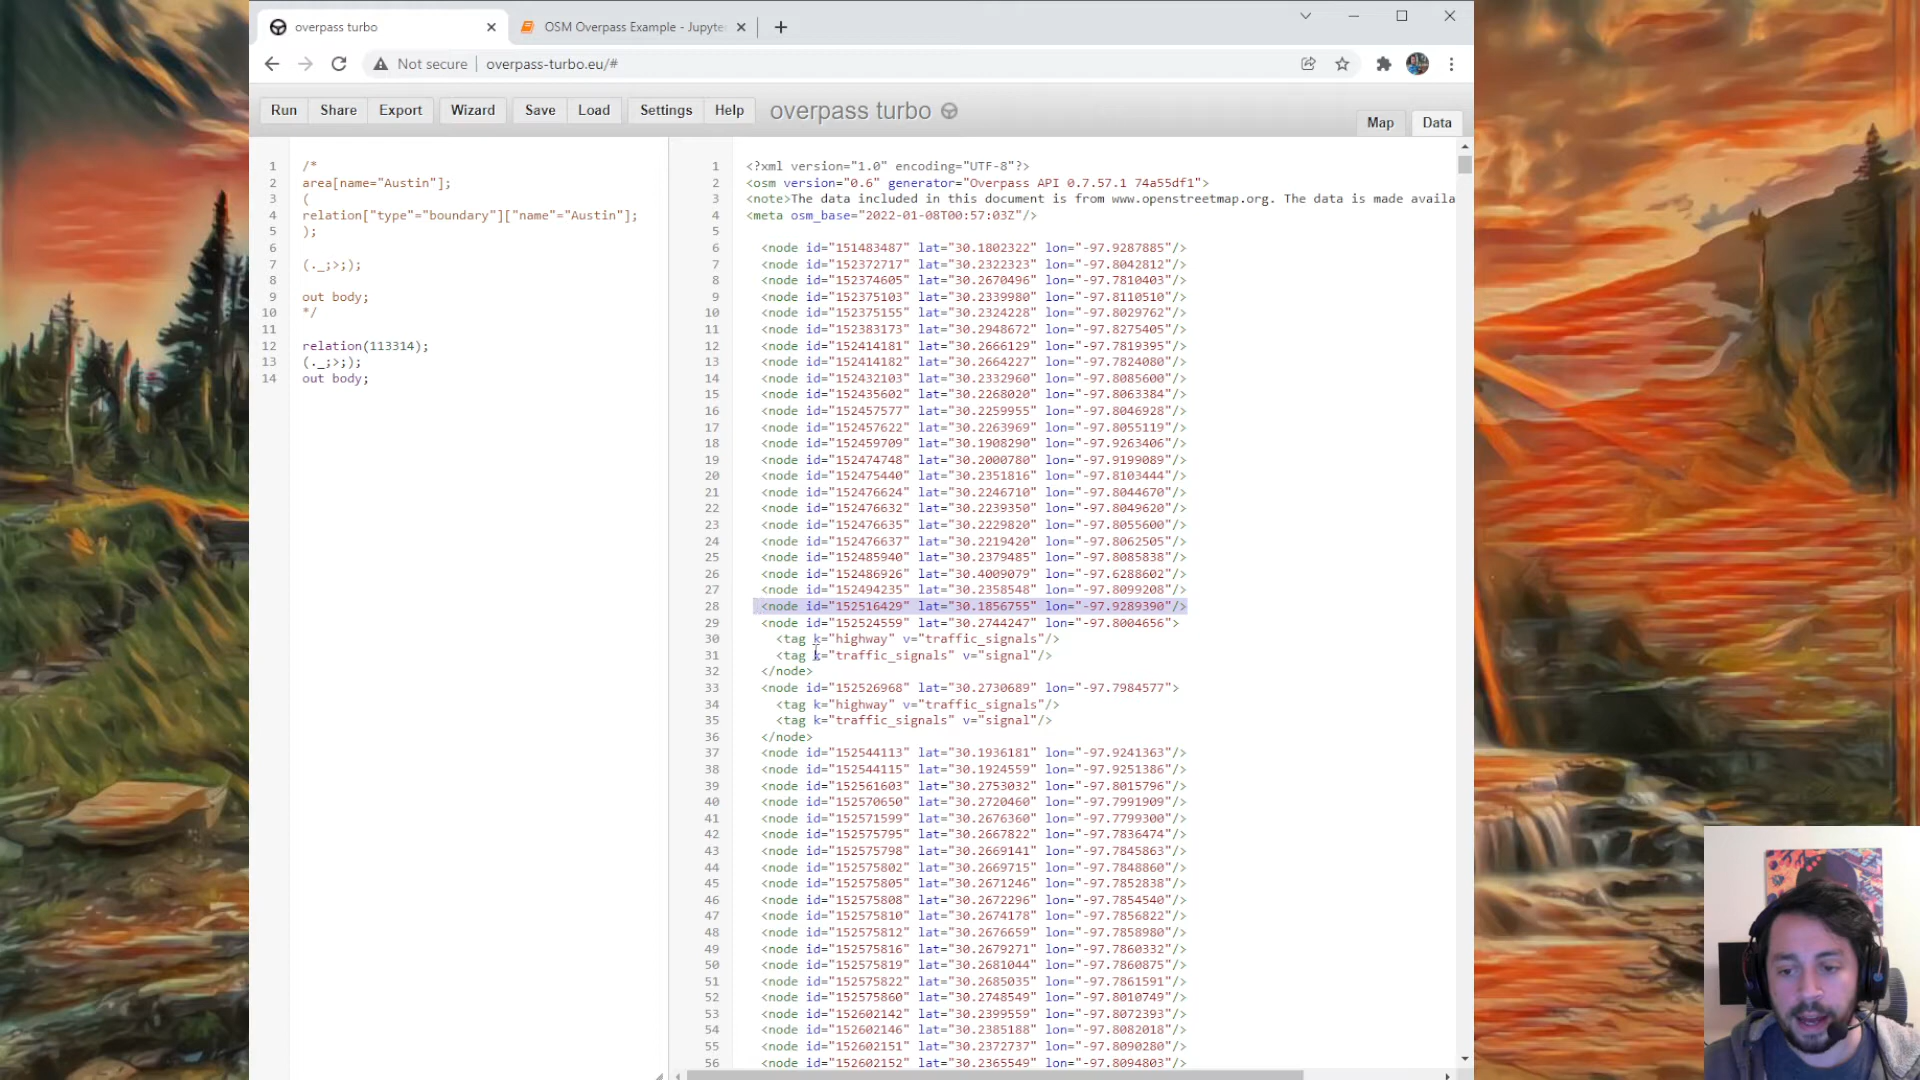 overpass turbo
OSM Overpass Example - Jupyte
Not secure
overpass-turbo.eu/#
Run
Share
Export
Wizard
Save
Load
Settings
Help
overpass turbo
Map
Data
1 /*
2 area[name="Austin"];
3 (
4 relation["type"="boundary"]["name"="Austin"];
5 );
6
7 (._;>;);
8
9 out body;
10 */
11
12 relation(113314);
13 (._;>;);
14 out body;
1 <?xml version="1.0" encoding="UTF-8"?>
2 <osm version="0.6" generator="Overpass API 0.7.57.1 74a55df1">
3 <note>The data included in this document is from www.openstreetmap.org. The data is made availa
4 <meta osm_base="2022-01-08T00:57:03Z"/>
5
6 <node id="151483487" lat="30.1802322" lon="-97.9287885"/>
7 <node id="152372717" lat="30.2322323" lon="-97.8042812"/>
8 <node id="152374605" lat="30.2670496" lon="-97.7810403"/>
9 <node id="152375103" lat="30.2339980" lon="-97.8110510"/>
10 <node id="152375155" lat="30.2324228" lon="-97.8029762"/>
11 <node id="152383173" lat="30.2948672" lon="-97.8275405"/>
12 <node id="152414181" lat="30.2666129" lon="-97.7819395"/>
13 <node id="152414182" lat="30.2664227" lon="-97.7824080"/>
14 <node id="152432103" lat="30.2332960" lon="-97.8085600"/>
15 <node id="152435602" lat="30.2268020" lon="-97.8063384"/>
16 <node id="152457577" lat="30.2259955" lon="-97.8046928"/>
17 <node id="152457622" lat="30.2263969" lon="-97.8055119"/>
18 <node id="152459709" lat="30.1908290" lon="-97.9263406"/>
19 <node id="152474748" lat="30.2000780" lon="-97.9199089"/>
20 <node id="152475440" lat="30.2351816" lon="-97.8103444"/>
21 <node id="152476624" lat="30.2246710" lon="-97.8044670"/>
22 <node id="152476632" lat="30.2239350" lon="-97.8049620"/>
23 <node id="152476635" lat="30.2229820" lon="-97.8055600"/>
24 <node id="152476637" lat="30.2219420" lon="-97.8062505"/>
25 <node id="152485940" lat="30.2379485" lon="-97.8085838"/>
26 <node id="152486926" lat="30.4009079" lon="-97.6288602"/>
27 <node id="152494235" lat="30.2358548" lon="-97.8099208"/>
28 <node id="152516429" lat="30.1856755" lon="-97.9289390"/>
29 <node id="152524559" lat="30.2744247" lon="-97.8004656">
30 <tag k="highway" v="traffic_signals"/>
31 <tag k="traffic_signals" v="signal"/>
32 </node>
33 <node id="152526968" lat="30.2730689" lon="-97.7984577">
34 <tag k="highway" v="traffic_signals"/>
35 <tag k="traffic_signals" v="signal"/>
36 </node>
37 <node id="152544113" lat="30.1936181" lon="-97.9241363"/>
38 <node id="152544115" lat="30.1924559" lon="-97.9251386"/>
39 <node id="152561603" lat="30.2753032" lon="-97.8015796"/>
40 <node id="152570650" lat="30.2720460" lon="-97.7991909"/>
41 <node id="152571599" lat="30.2676360" lon="-97.7799300"/>
42 <node id="152575795" lat="30.2667822" lon="-97.7836474"/>
43 <node id="152575798" lat="30.2669141" lon="-97.7845863"/>
44 <node id="152575802" lat="30.2669715" lon="-97.7848860"/>
45 <node id="152575805" lat="30.2671246" lon="-97.7852838"/>
46 <node id="152575808" lat="30.2672296" lon="-97.7854540"/>
47 <node id="152575810" lat="30.2674178" lon="-97.7856822"/>
48 <node id="152575812" lat="30.2676659" lon="-97.7858980"/>
49 <node id="152575816" lat="30.2679271" lon="-97.7860332"/>
50 <node id="152575819" lat="30.2681044" lon="-97.7860875"/>
51 <node id="152575822" lat="30.2685035" lon="-97.7861591"/>
52 <node id="152575860" lat="30.2748549" lon="-97.8010749"/>
53 <node id="152602142" lat="30.2399559" lon="-97.8072393"/>
54 <node id="152602146" lat="30.2385188" lon="-97.8082018"/>
55 <node id="152602151" lat="30.2372737" lon="-97.8090280"/>
56 <node id="152602152" lat="30.2365549" lon="-97.8094803"/>